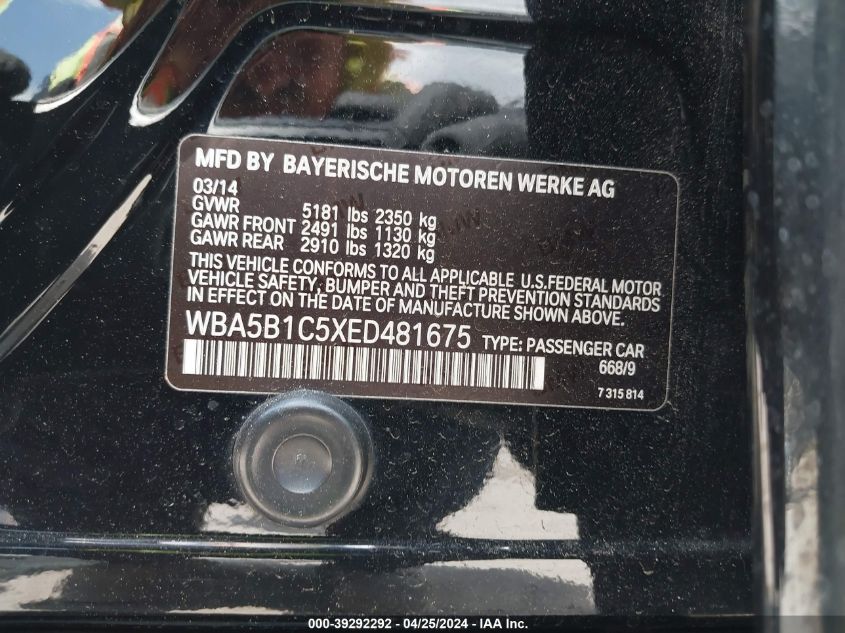 MFD BY BAYERISCHE MOTOREN WERKE AG
03/14
GVWR 5181 lbs 2350 kg
GAWR FRONT 2491 lbs 1130 kg
GAWR REAR 2910 lbs 1320 kg
THIS VEHICLE CONFORMS TO ALL APPLICABLE U.S.FEDERAL MOTOR
VEHICLE SAFETY, BUMPER AND THEFT PREVENTION STANDARDS
IN EFFECT ON THE DATE OF MANUFACTURE SHOWN ABOVE.
WBA5B1C5XED481675 TYPE: PASSENGER CAR
668/9
7 315 814
000-39292292 - 04/25/2024 - IAA Inc.